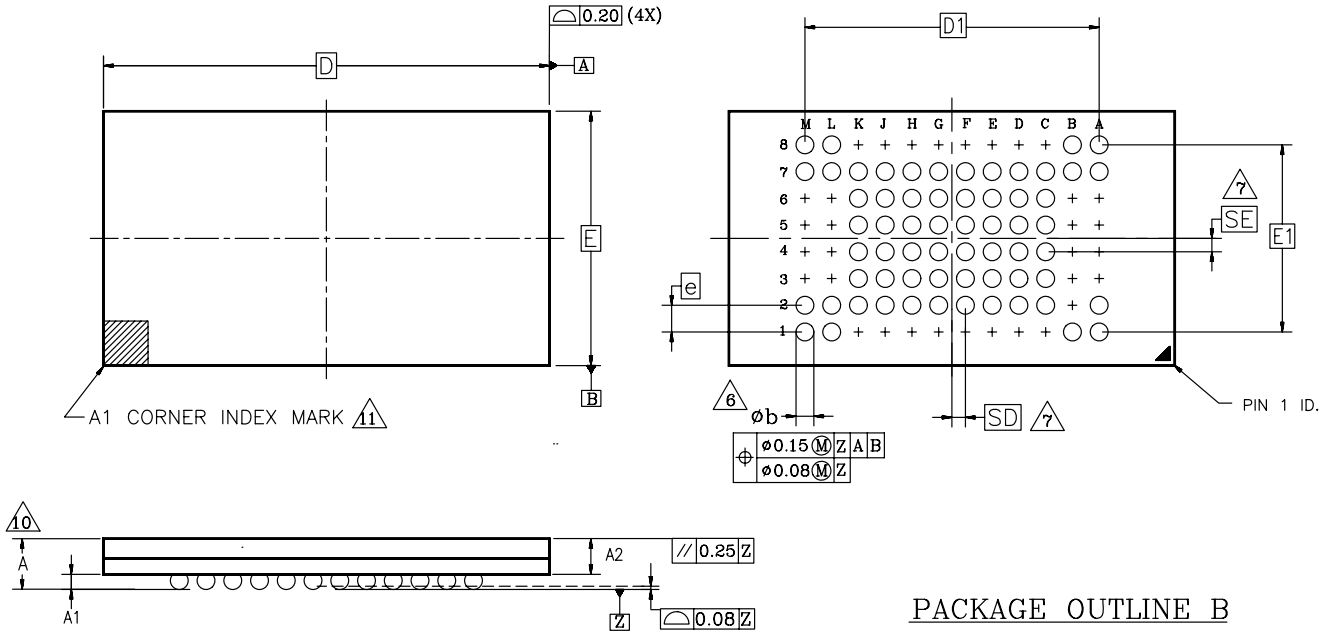 0.20 (4X)
D
A
E
B
A1 CORNER INDEX MARK 11
D1
M L K J H G F E D C B A
8
7
6
5
4
3
2
1
7
SE
E1
e
6
øb
SD 7
PIN 1 ID.
ø0.15 Ⓜ Z A B
ø0.08 Ⓜ Z
10
A
A1
A2
// 0.25 Z
Z
0.08 Z
PACKAGE OUTLINE B